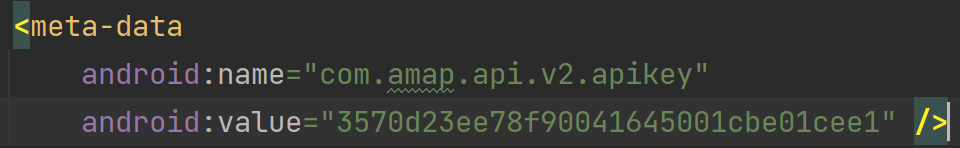 <meta-data
android:name="com.amap.api.v2.apikey"
android:value="3570d23ee78f90041645001cbe01cee1" />